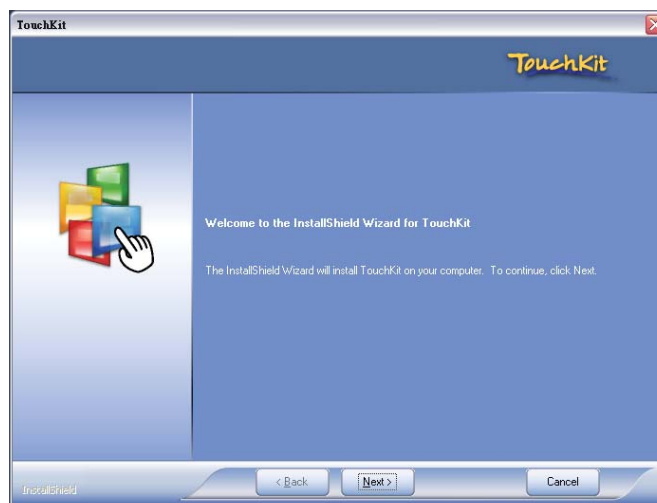 TouchKit
TouchKit
Welcome to the InstallShield Wizard for TouchKit
The InstallShield Wizard will install TouchKit on your computer. To continue, click Next.
InstallShield
< Back
Next >
Cancel